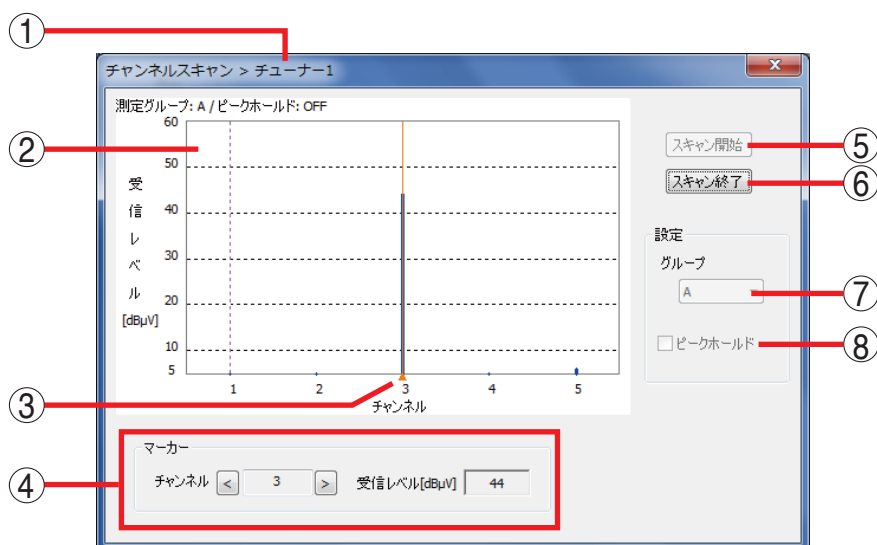 ①
チャンネルスキャン > チューナー1
x
測定グループ: A / ピークホールド: OFF
②
60
50
40
30
20
10
5
受信レベル
[dBµV]
1 2 3 4 5
チャンネル
③
④
マーカー
チャンネル < 3 > 受信レベル[dBµV] 44
スキャン開始
⑤
スキャン終了
⑥
設定
グループ
A
⑦
ピークホールド
⑧